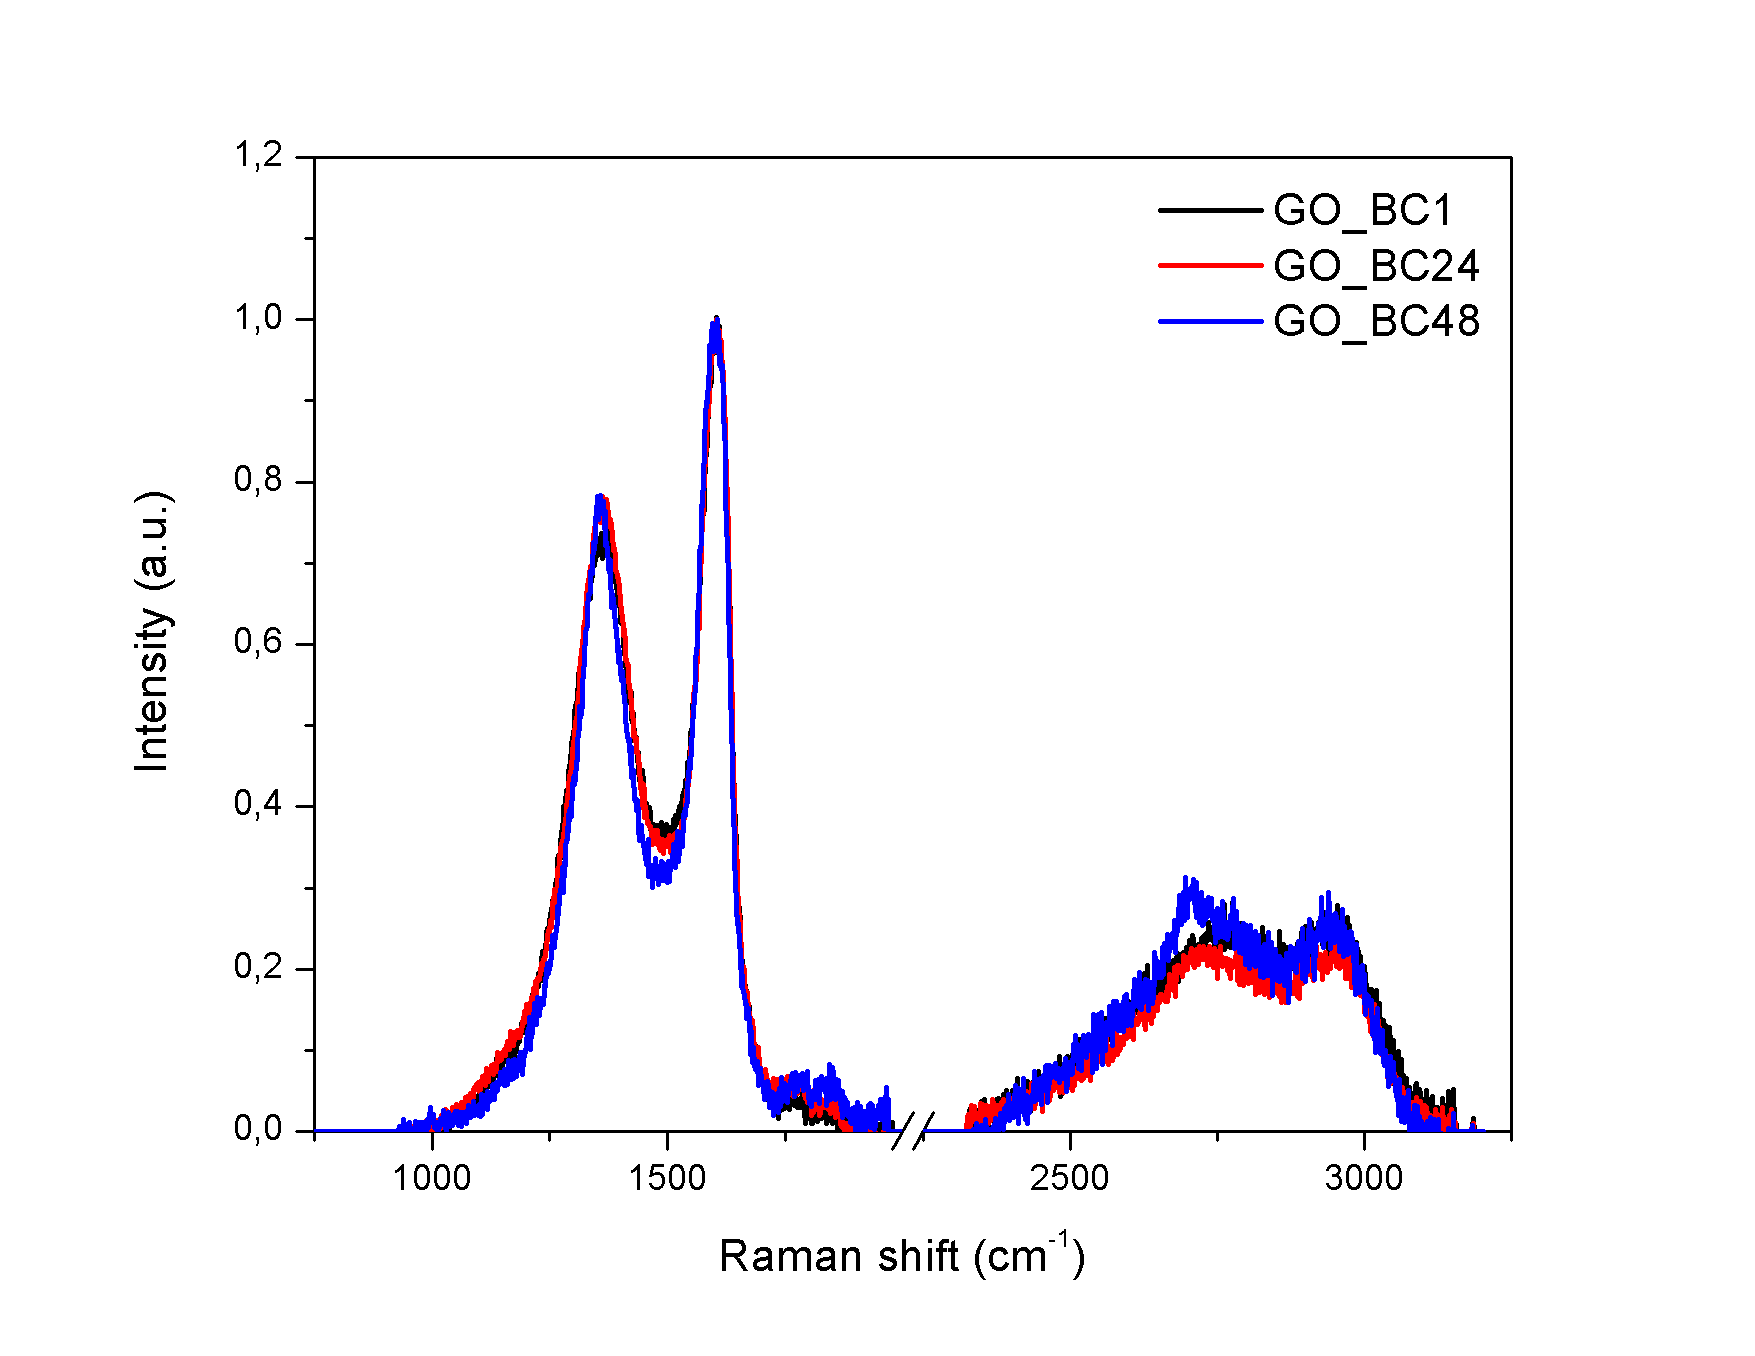 1,2
1,0
0,8
0,6
0,4
0,2
0,0
Intensity (a.u.)
GO_BC1
GO_BC24
GO_BC48
1000 1500 2500 3000
Raman shift (cm⁻¹)